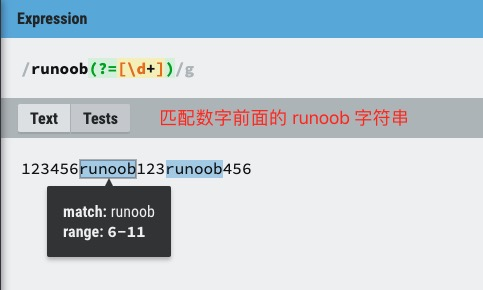 Expression
/runoob(?=[\d+])/g
Text Tests 匹配数字前面的 runoob 字符串
123456runoob123runoob456
match: runoob
range: 6-11